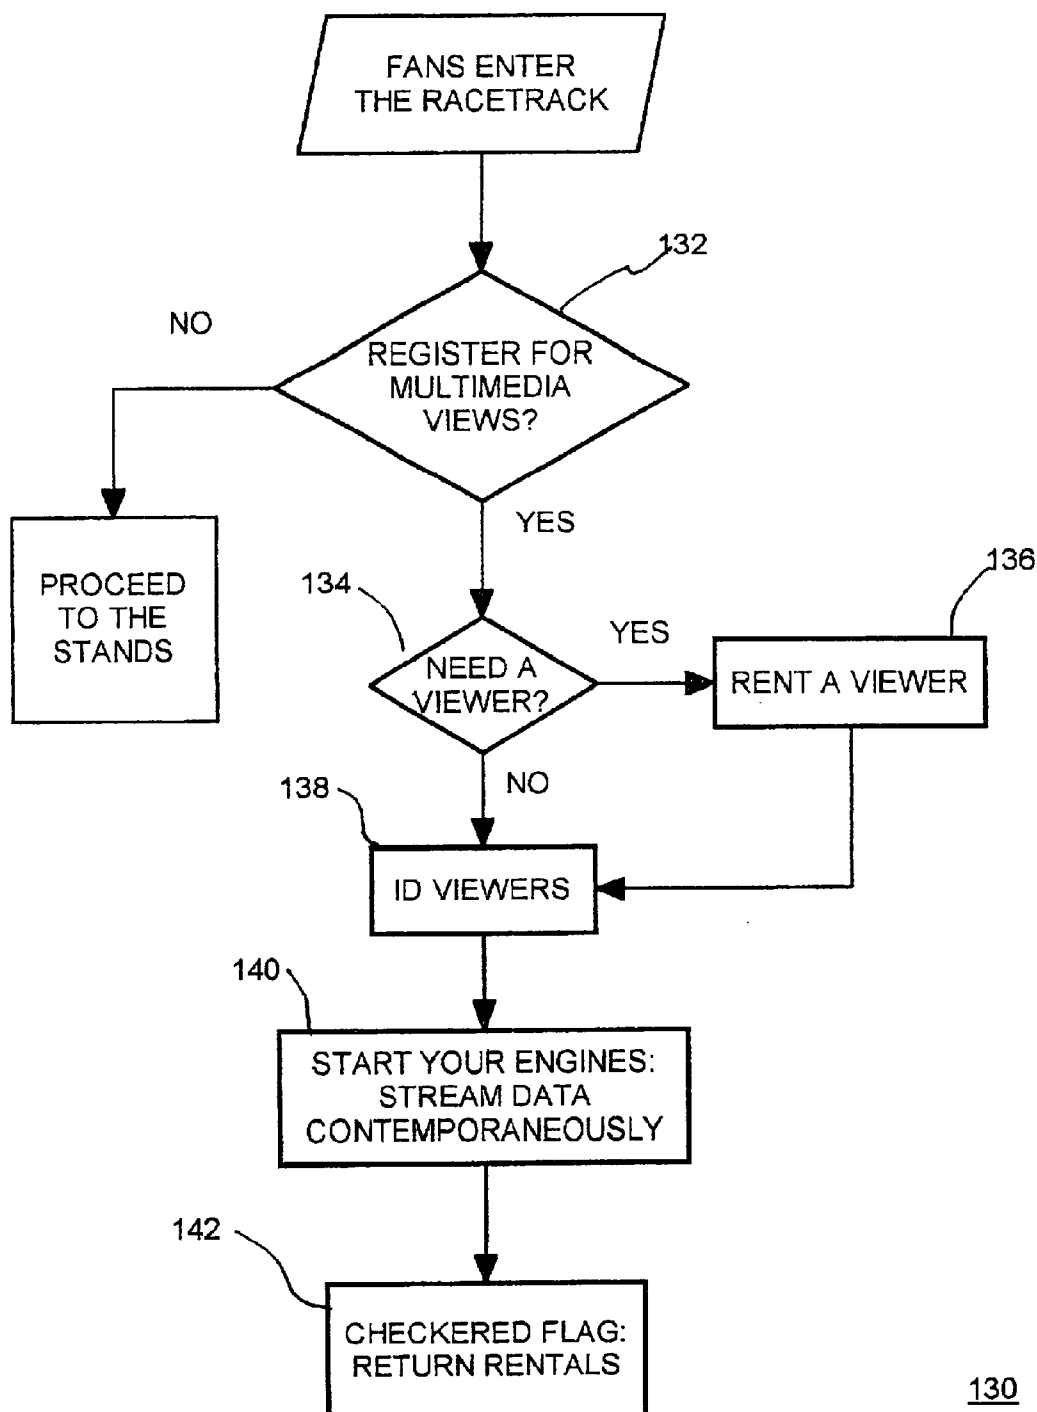 FANS ENTER
THE RACETRACK
132
NO
REGISTER FOR
MULTIMEDIA
VIEWS?
YES
PROCEED
TO THE
STANDS
134
136
NEED A
VIEWER?
YES
RENT A VIEWER
NO
138
ID VIEWERS
140
START YOUR ENGINES:
STREAM DATA
CONTEMPORANEOUSLY
142
CHECKERED FLAG:
RETURN RENTALS
130